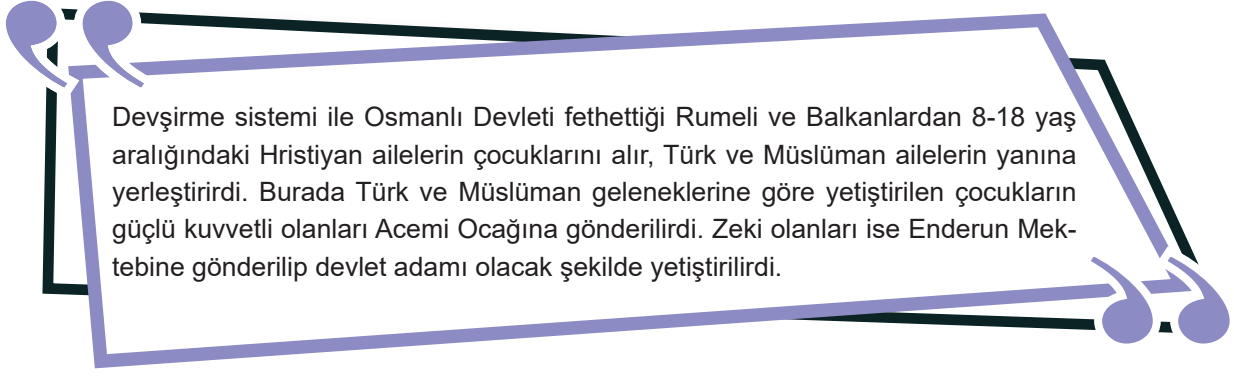 Devşirme sistemi ile Osmanlı Devleti fethettiği Rumeli ve Balkanlardan 8-18 yaş
aralığındaki Hristiyan ailelerin çocuklarını alır, Türk ve Müslüman ailelerin yanına
yerleştirirdi. Burada Türk ve Müslüman geleneklerine göre yetiştirilen çocukların
güçlü kuvvetli olanları Acemi Ocağına gönderilirdi. Zeki olanları ise Enderun Mek-
tebine gönderilip devlet adamı olacak şekilde yetiştirilirdi.